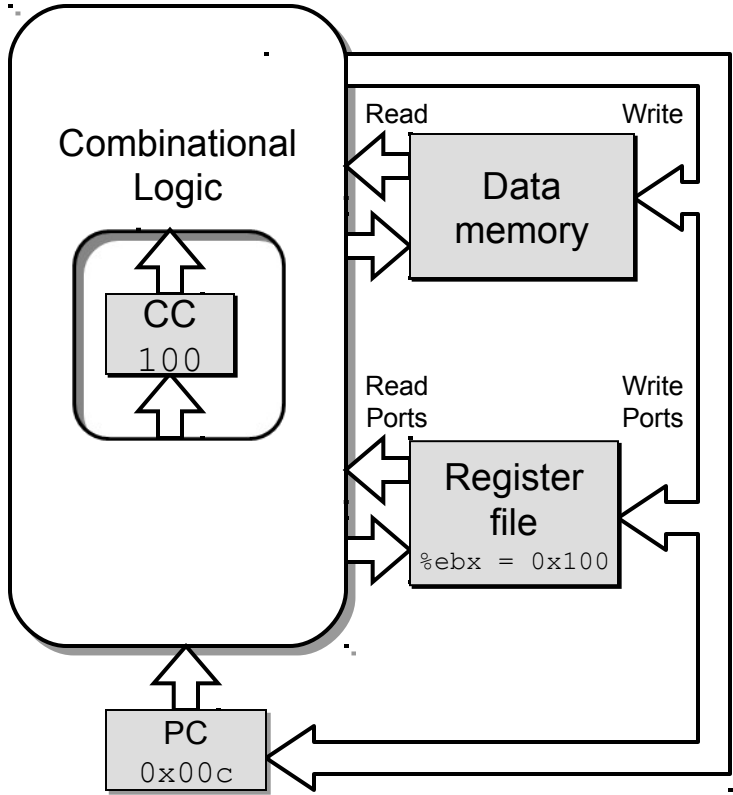 Combinational
Logic
CC
100
Read
Write
Data
memory
Read
Ports
Write
Ports
Register
file
%ebx = 0x100
PC
0x00c